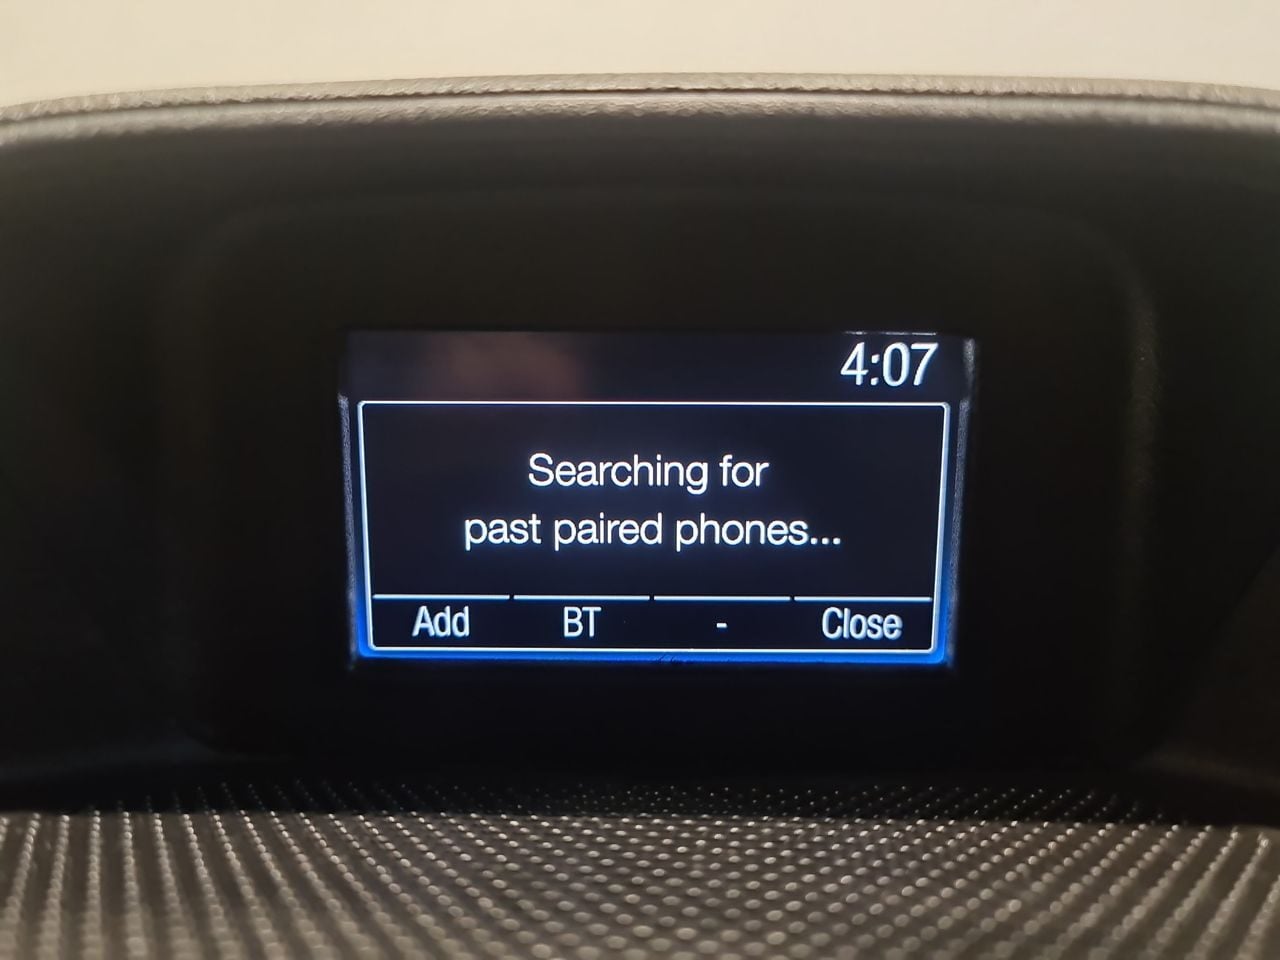 4:07
Searching for
past paired phones...
Add BT - Close